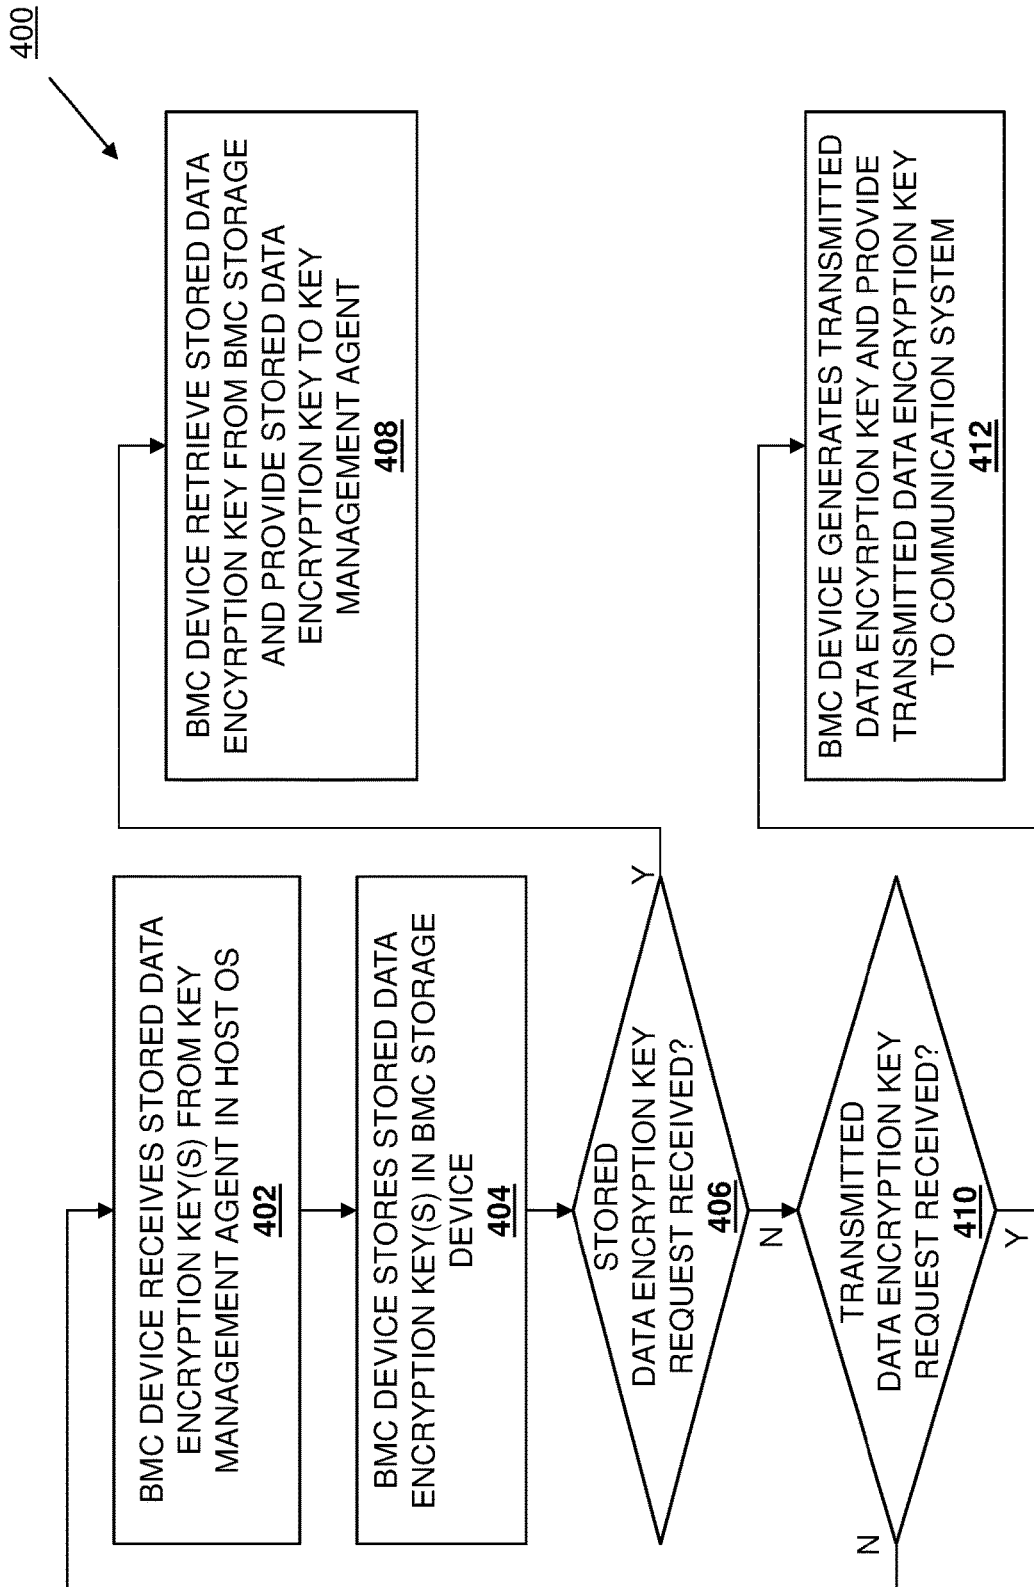 400
BMC DEVICE RECEIVES STORED DATA
ENCRYPTION KEY(S) FROM KEY
MANAGEMENT AGENT IN HOST OS
402
BMC DEVICE STORES STORED DATA
ENCRYPTION KEY(S) IN BMC STORAGE
DEVICE
404
STORED
DATA ENCRYPTION KEY
REQUEST RECEIVED?
406
Y
N
BMC DEVICE RETRIEVE STORED DATA
ENCYRPTION KEY FROM BMC STORAGE
AND PROVIDE STORED DATA
ENCRYPTION KEY TO KEY
MANAGEMENT AGENT
408
TRANSMITTED
DATA ENCRYPTION KEY
REQUEST RECEIVED?
410
N
Y
BMC DEVICE GENERATES TRANSMITTED
DATA ENCYRPTION KEY AND PROVIDE
TRANSMITTED DATA ENCRYPTION KEY
TO COMMUNICATION SYSTEM
412